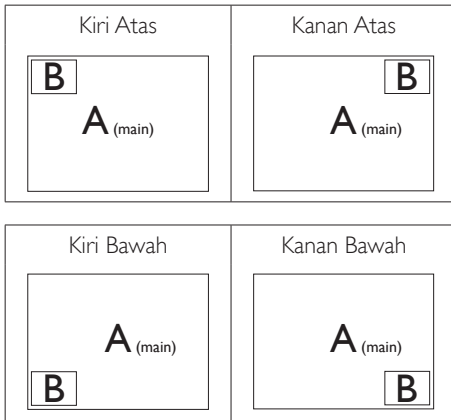 Kiri Atas Kanan Atas
B B
A (main) A (main)
Kiri Bawah Kanan Bawah
A (main) A (main)
B B